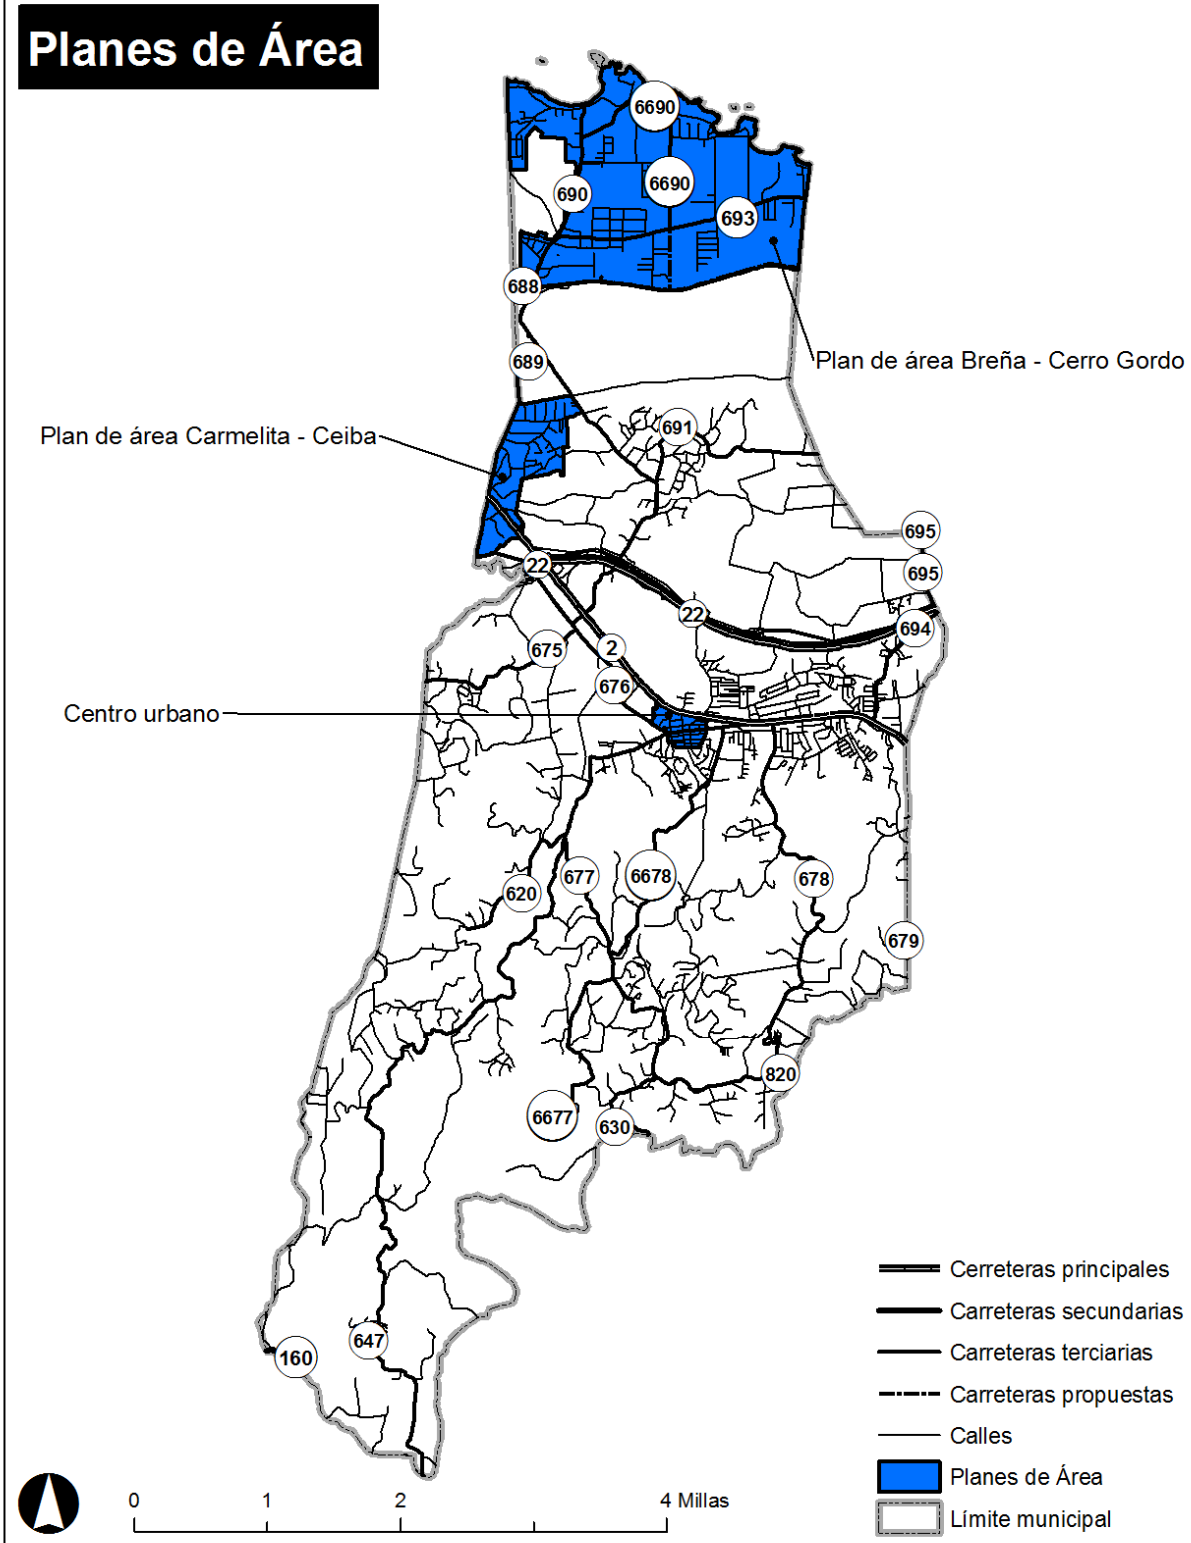 Planes de Área
6690
6690
690
693
688
689
Plan de área Breña - Cerro Gordo
691
Plan de área Carmelita - Ceiba
695
695
22
22
694
675
2
676
Centro urbano
677
6678
678
620
679
820
6677
630
647
160
Cerreteras principales
Carreteras secundarias
Carreteras terciarias
Carreteras propuestas
Calles
Planes de Área
Límite municipal
0 1 2 4 Millas